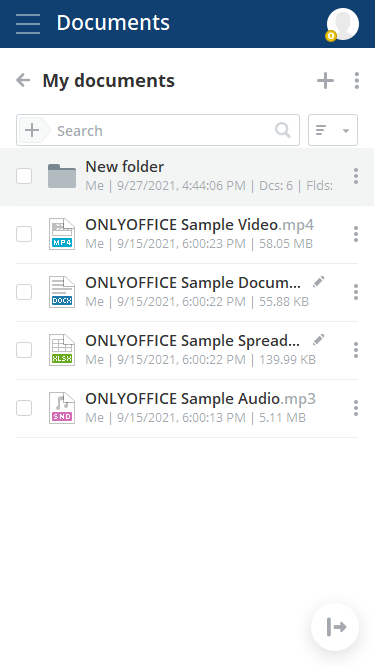 Documents
My documents
Search
New folder
Me | 9/27/2021, 4:44:06 PM | Dcs: 6 | Flds:
ONLYOFFICE Sample Video.mp4
MP4
Me | 9/15/2021, 6:00:23 PM | 58.05 MB
ONLYOFFICE Sample Docum...
DOCX
Me | 9/15/2021, 6:00:22 PM | 55.88 KB
ONLYOFFICE Sample Spread...
XLSX
Me | 9/15/2021, 6:00:22 PM | 139.99 KB
ONLYOFFICE Sample Audio.mp3
SND
Me | 9/15/2021, 6:00:13 PM | 5.11 MB